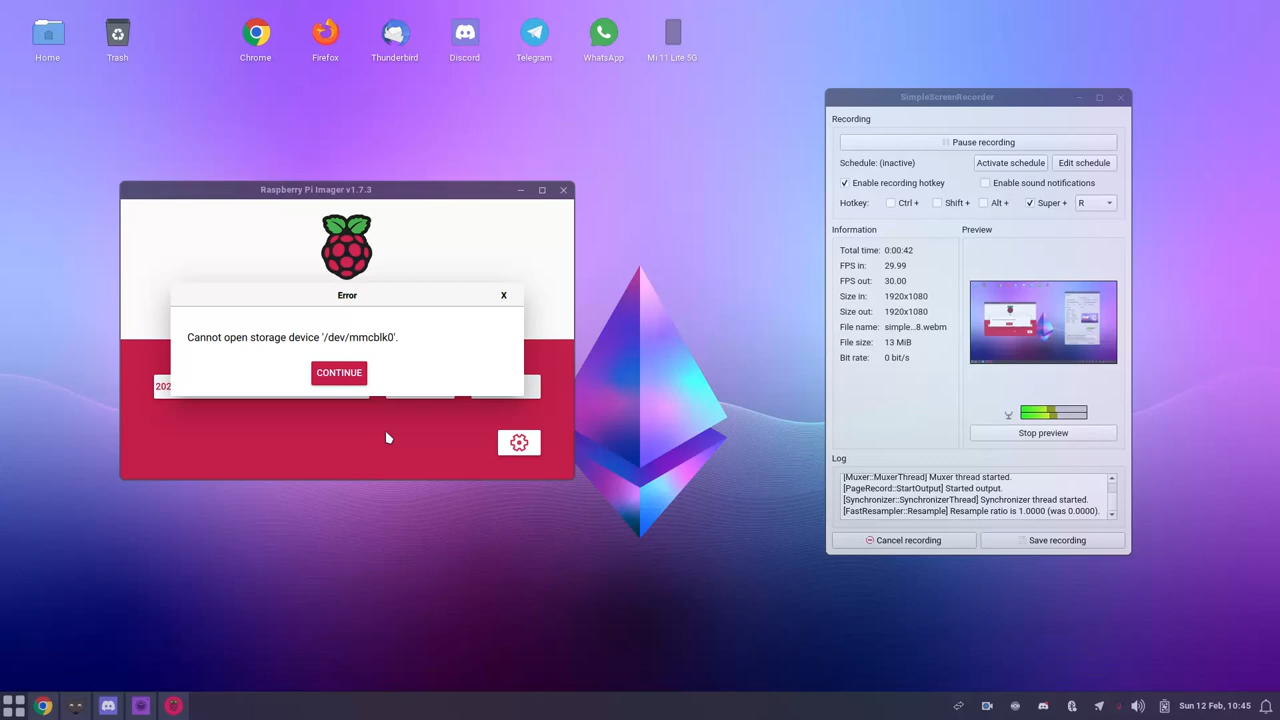 Home
Trash
Chrome
Firefox
Thunderbird
Discord
Telegram
WhatsApp
Mi 11 Lite 5G
SimpleScreenRecorder
Recording
Pause recording
Schedule: (inactive)
Activate schedule
Edit schedule
Enable recording hotkey
Enable sound notifications
Hotkey:
Ctrl +
Shift +
Alt +
Super +
R
Information
Total time: 0:00:42
FPS in: 29.99
FPS out: 30.00
Size in: 1920x1080
Size out: 1920x1080
File name: simple...8.webm
File size: 13 MiB
Bit rate: 0 bit/s
Preview
Stop preview
Log
[Muxer::MuxerThread] Muxer thread started.
[PageRecord::StartOutput] Started output.
[Synchronizer::SynchronizerThread] Synchronizer thread started.
[FastResampler::Resample] Resample ratio is 1.0000 (was 0.0000).
Cancel recording
Save recording
Raspberry Pi Imager v1.7.3
Error
X
Cannot open storage device '/dev/mmcblk0'.
CONTINUE
202
Sun 12 Feb, 10:45